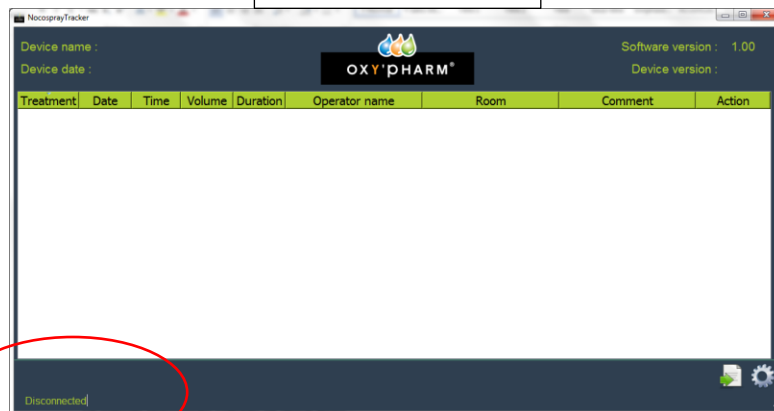 NocosprayTracker
Device name :
Software version : 1.00
OXY'PHARM®
Device date :
Device version :
Treatment Date Time Volume Duration Operator name Room Comment Action
Disconnected